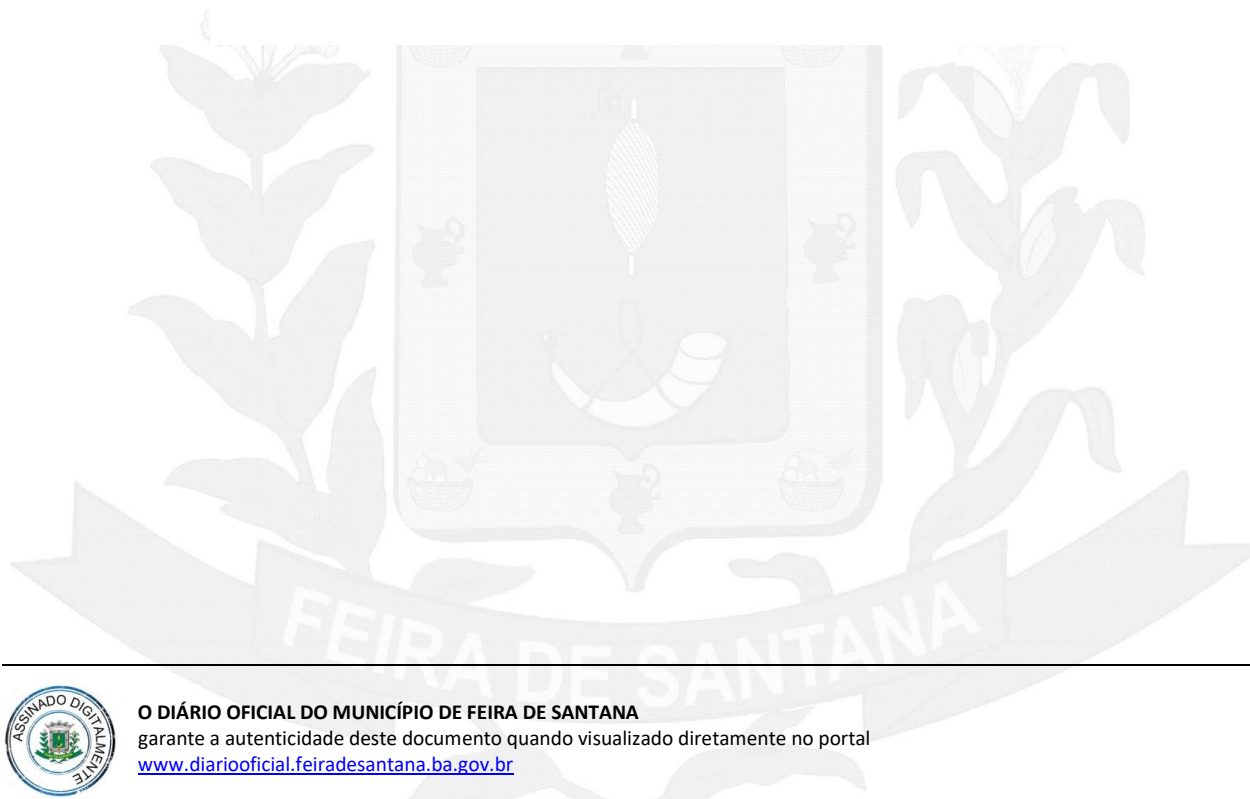 FEIRA DE SANTANA
ASSINADO DIGITALMENTE
O DIÁRIO OFICIAL DO MUNICÍPIO DE FEIRA DE SANTANA
garante a autenticidade deste documento quando visualizado diretamente no portal
www.diariooficial.feiradesantana.ba.gov.br